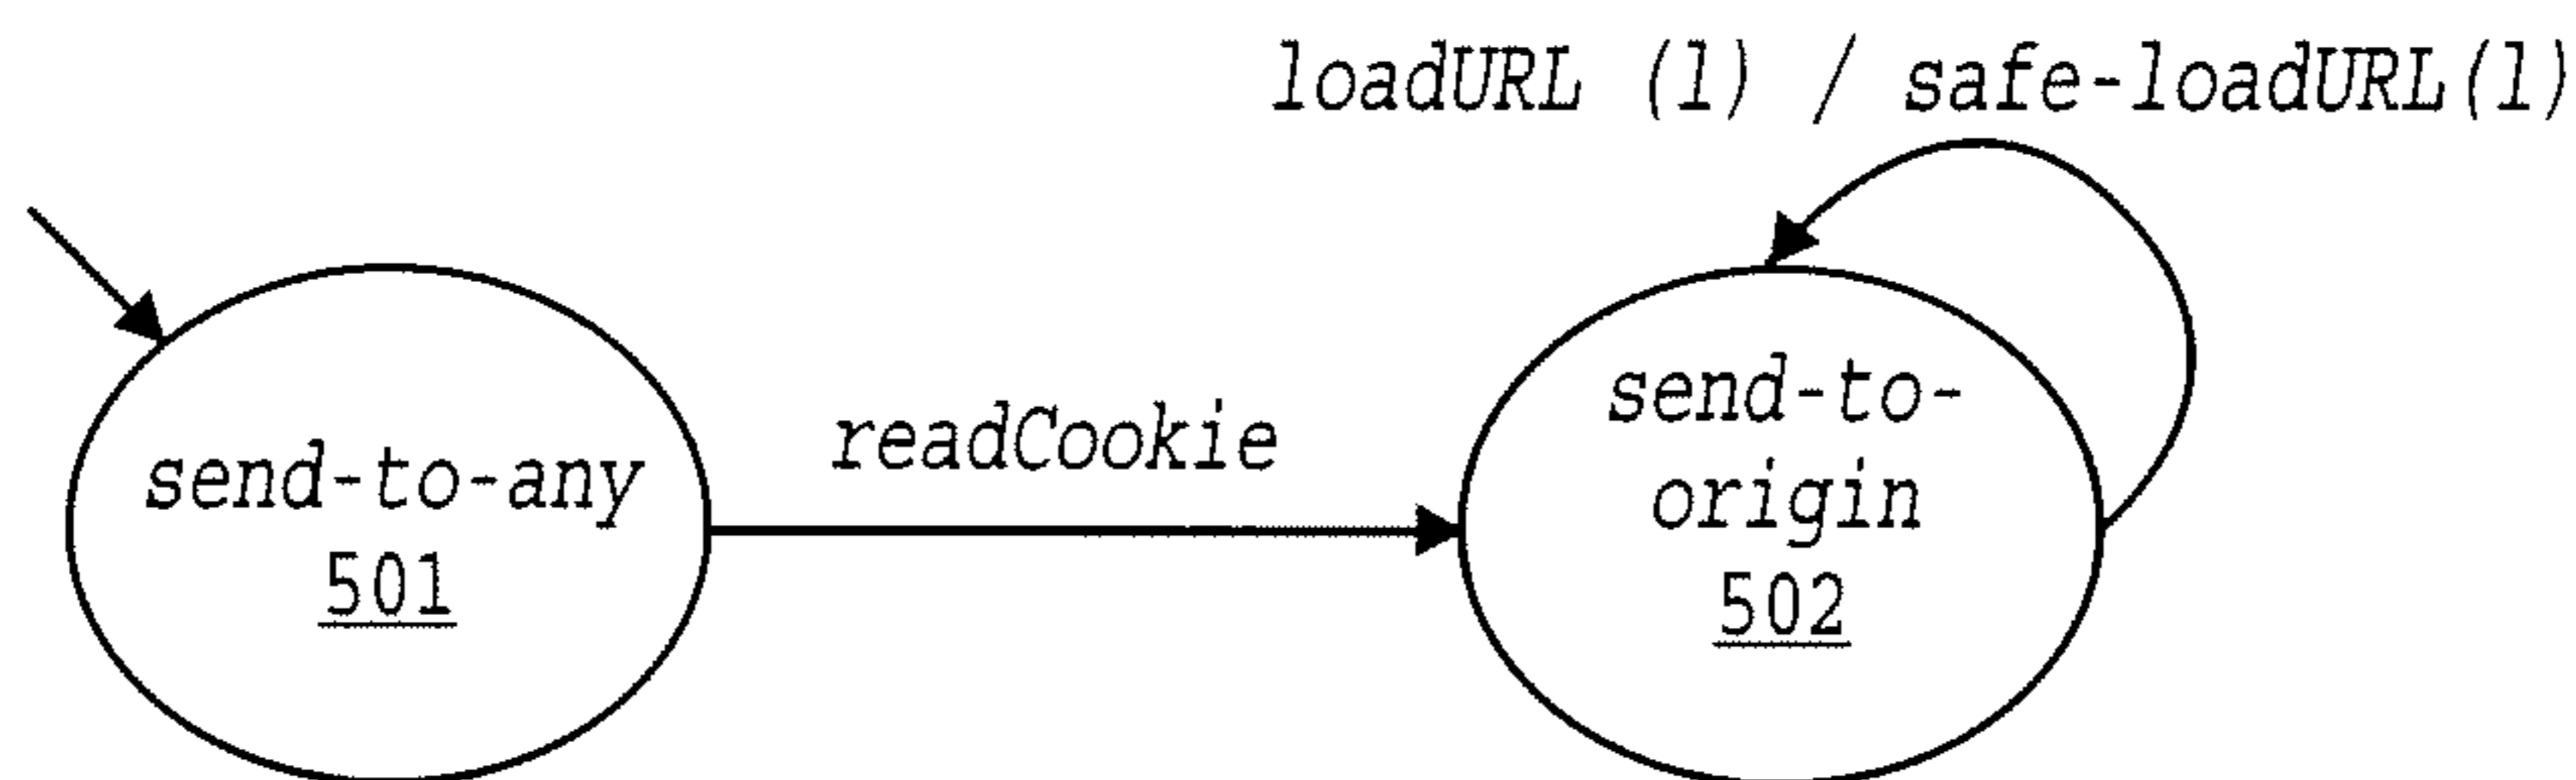 loadURL (l) / safe-loadURL(l)
send-to-any
501
readCookie
send-to-
origin
502